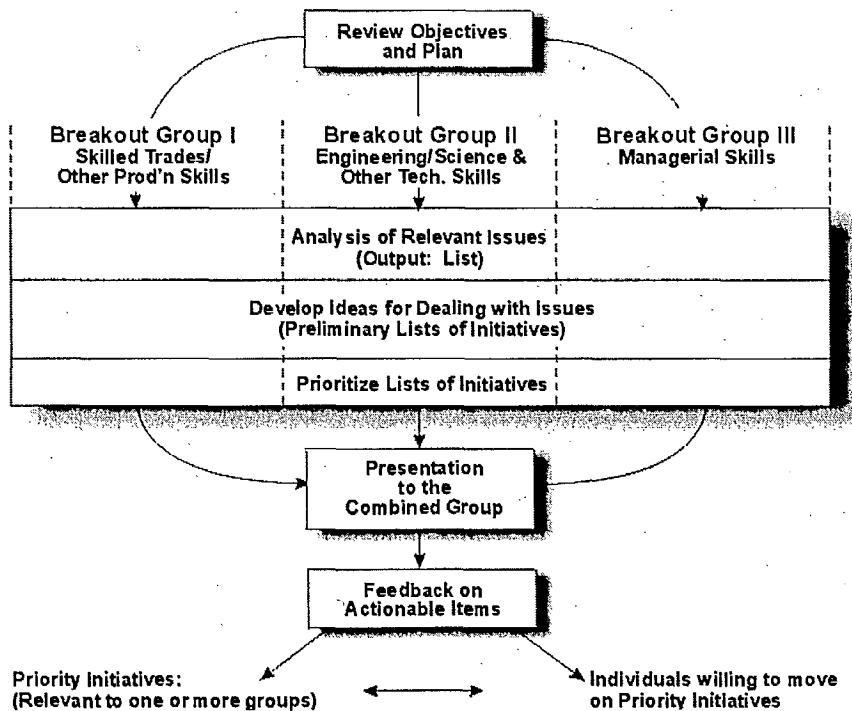 Review Objectives
and Plan
Breakout Group I
Skilled Trades/
Other Prod'n Skills
Breakout Group II
Engineering/Science &
Other Tech. Skills
Breakout Group III
Managerial Skills
Analysis of Relevant Issues
(Output: List)
Develop Ideas for Dealing with Issues
(Preliminary Lists of Initiatives)
Prioritize Lists of Initiatives
Presentation
to the
Combined Group
Feedback on
Actionable Items
Priority Initiatives:
(Relevant to one or more groups)
Individuals willing to move
on Priority Initiatives